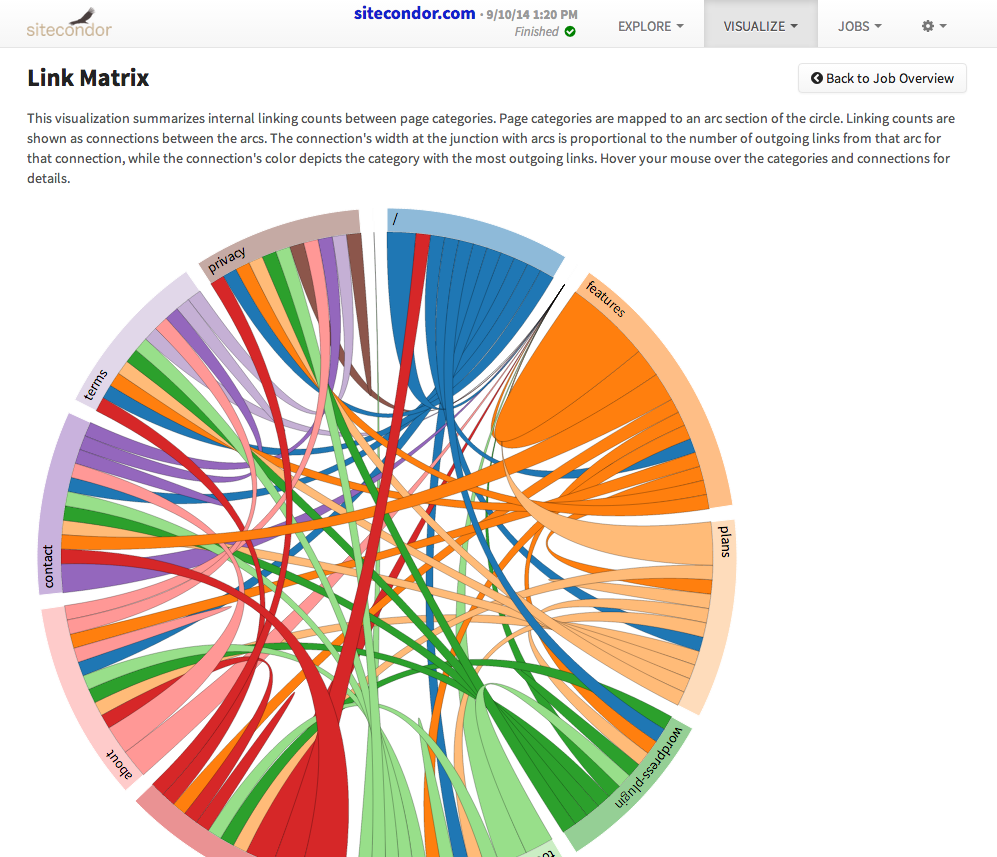 sitecondor
sitecondor.com · 9/10/14 1:20 PM
Finished
EXPLORE
VISUALIZE
JOBS
Link Matrix
Back to Job Overview
This visualization summarizes internal linking counts between page categories. Page categories are mapped to an arc section of the circle. Linking counts are
shown as connections between the arcs. The connection's width at the junction with arcs is proportional to the number of outgoing links from that arc for
that connection, while the connection's color depicts the category with the most outgoing links. Hover your mouse over the categories and connections for
details.
/
privacy
features
terms
plans
contact
wordpress-plugin
about